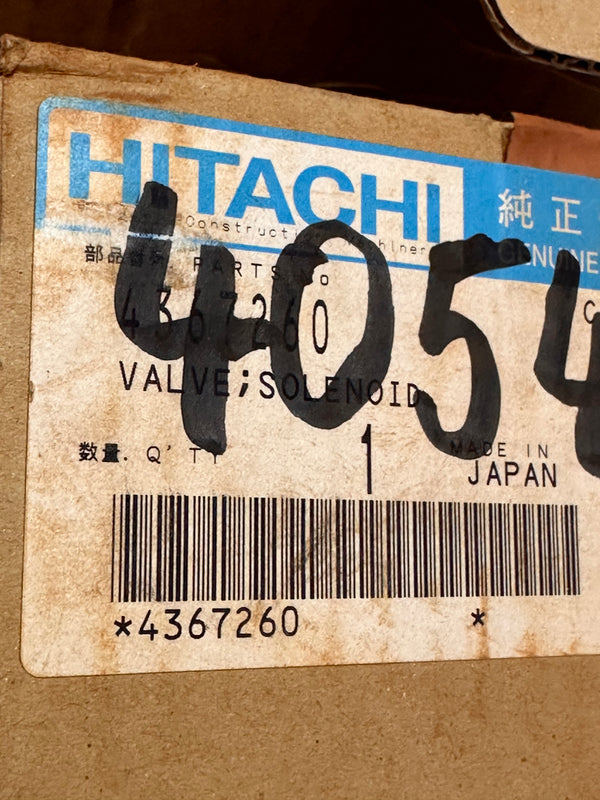 HITACHI
純正
Construction Machinery
GENUINE
部品番号. PARTS No
4367260
4054
VALVE;SOLENOID
数量. Q'TY 1
MADE IN
JAPAN
*4367260 *